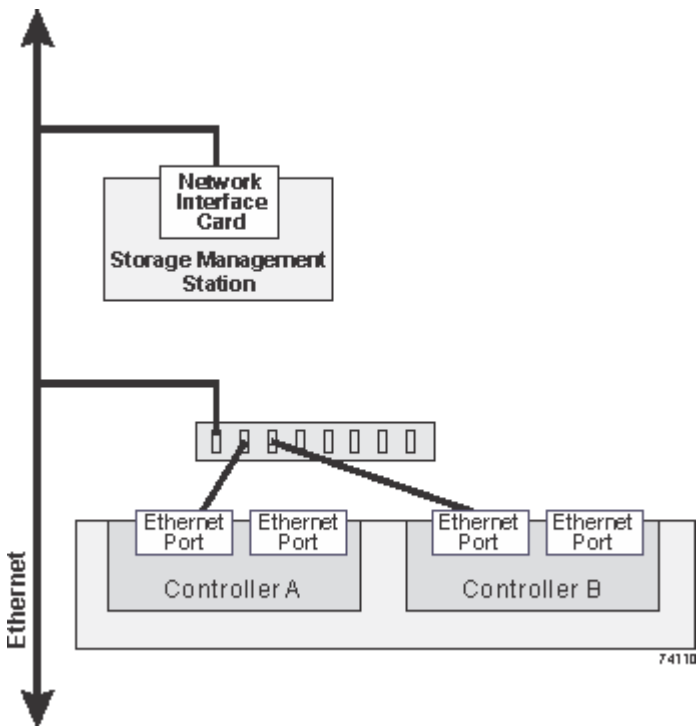 Network
Interface
Card
Storage Management
Station
Ethernet
Port
Ethernet
Port
Ethernet
Port
Ethernet
Port
Controller A
Controller B
Ethernet
74110